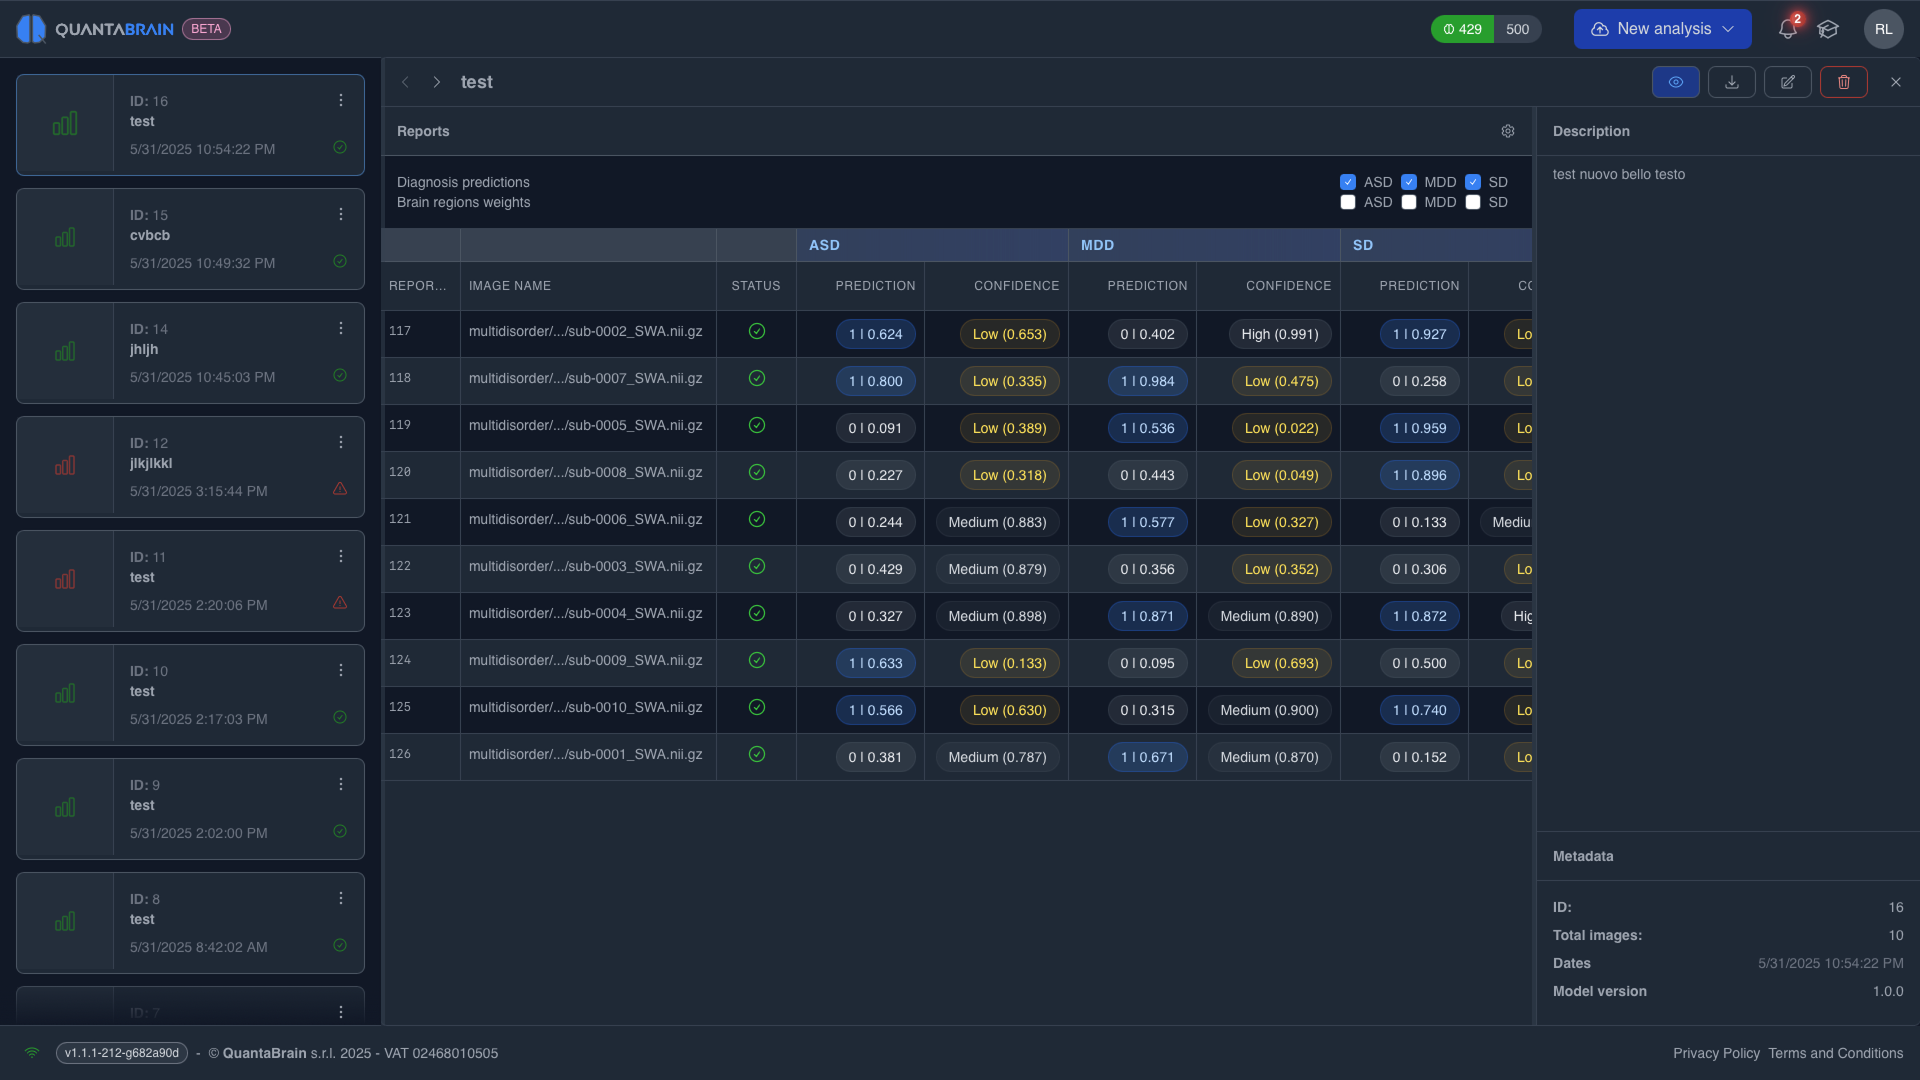 QUANTABRAIN BETA
429 500
New analysis
2
RL
ID: 16
test
5/31/2025 10:54:22 PM
ID: 15
cvbcb
5/31/2025 10:49:32 PM
ID: 14
jhljh
5/31/2025 10:45:03 PM
ID: 12
jlkjlkkl
5/31/2025 3:15:44 PM
ID: 11
test
5/31/2025 2:20:06 PM
ID: 10
test
5/31/2025 2:17:03 PM
ID: 9
test
5/31/2025 2:02:00 PM
ID: 8
test
5/31/2025 8:42:02 AM
ID: 7
test
Reports
Diagnosis predictions ASD MDD SD
Brain regions weights ASD MDD SD
ASD MDD SD
REPOR... IMAGE NAME STATUS PREDICTION CONFIDENCE PREDICTION CONFIDENCE PREDICTION CO
117 multidisorder/.../sub-0002_SWA.nii.gz 1 | 0.624 Low (0.653) 0 | 0.402 High (0.991) 1 | 0.927 Lo
118 multidisorder/.../sub-0007_SWA.nii.gz 1 | 0.800 Low (0.335) 1 | 0.984 Low (0.475) 0 | 0.258 Lo
119 multidisorder/.../sub-0005_SWA.nii.gz 0 | 0.091 Low (0.389) 1 | 0.536 Low (0.022) 1 | 0.959 Lo
120 multidisorder/.../sub-0008_SWA.nii.gz 0 | 0.227 Low (0.318) 0 | 0.443 Low (0.049) 1 | 0.896 Lo
121 multidisorder/.../sub-0006_SWA.nii.gz 0 | 0.244 Medium (0.883) 1 | 0.577 Low (0.327) 0 | 0.133 Mediu
122 multidisorder/.../sub-0003_SWA.nii.gz 0 | 0.429 Medium (0.879) 0 | 0.356 Low (0.352) 0 | 0.306 Lo
123 multidisorder/.../sub-0004_SWA.nii.gz 0 | 0.327 Medium (0.898) 1 | 0.871 Medium (0.890) 1 | 0.872 Hig
124 multidisorder/.../sub-0009_SWA.nii.gz 1 | 0.633 Low (0.133) 0 | 0.095 Low (0.693) 0 | 0.500 Lo
125 multidisorder/.../sub-0010_SWA.nii.gz 1 | 0.566 Low (0.630) 0 | 0.315 Medium (0.900) 1 | 0.740 Lo
126 multidisorder/.../sub-0001_SWA.nii.gz 0 | 0.381 Medium (0.787) 1 | 0.671 Medium (0.870) 0 | 0.152 Lo
Description
test nuovo bello testo
Metadata
ID: 16
Total images: 10
Dates 5/31/2025 10:54:22 PM
Model version 1.0.0
v1.1.1-212-g682a90d - © QuantaBrain s.r.l. 2025 - VAT 02468010505
Privacy Policy Terms and Conditions